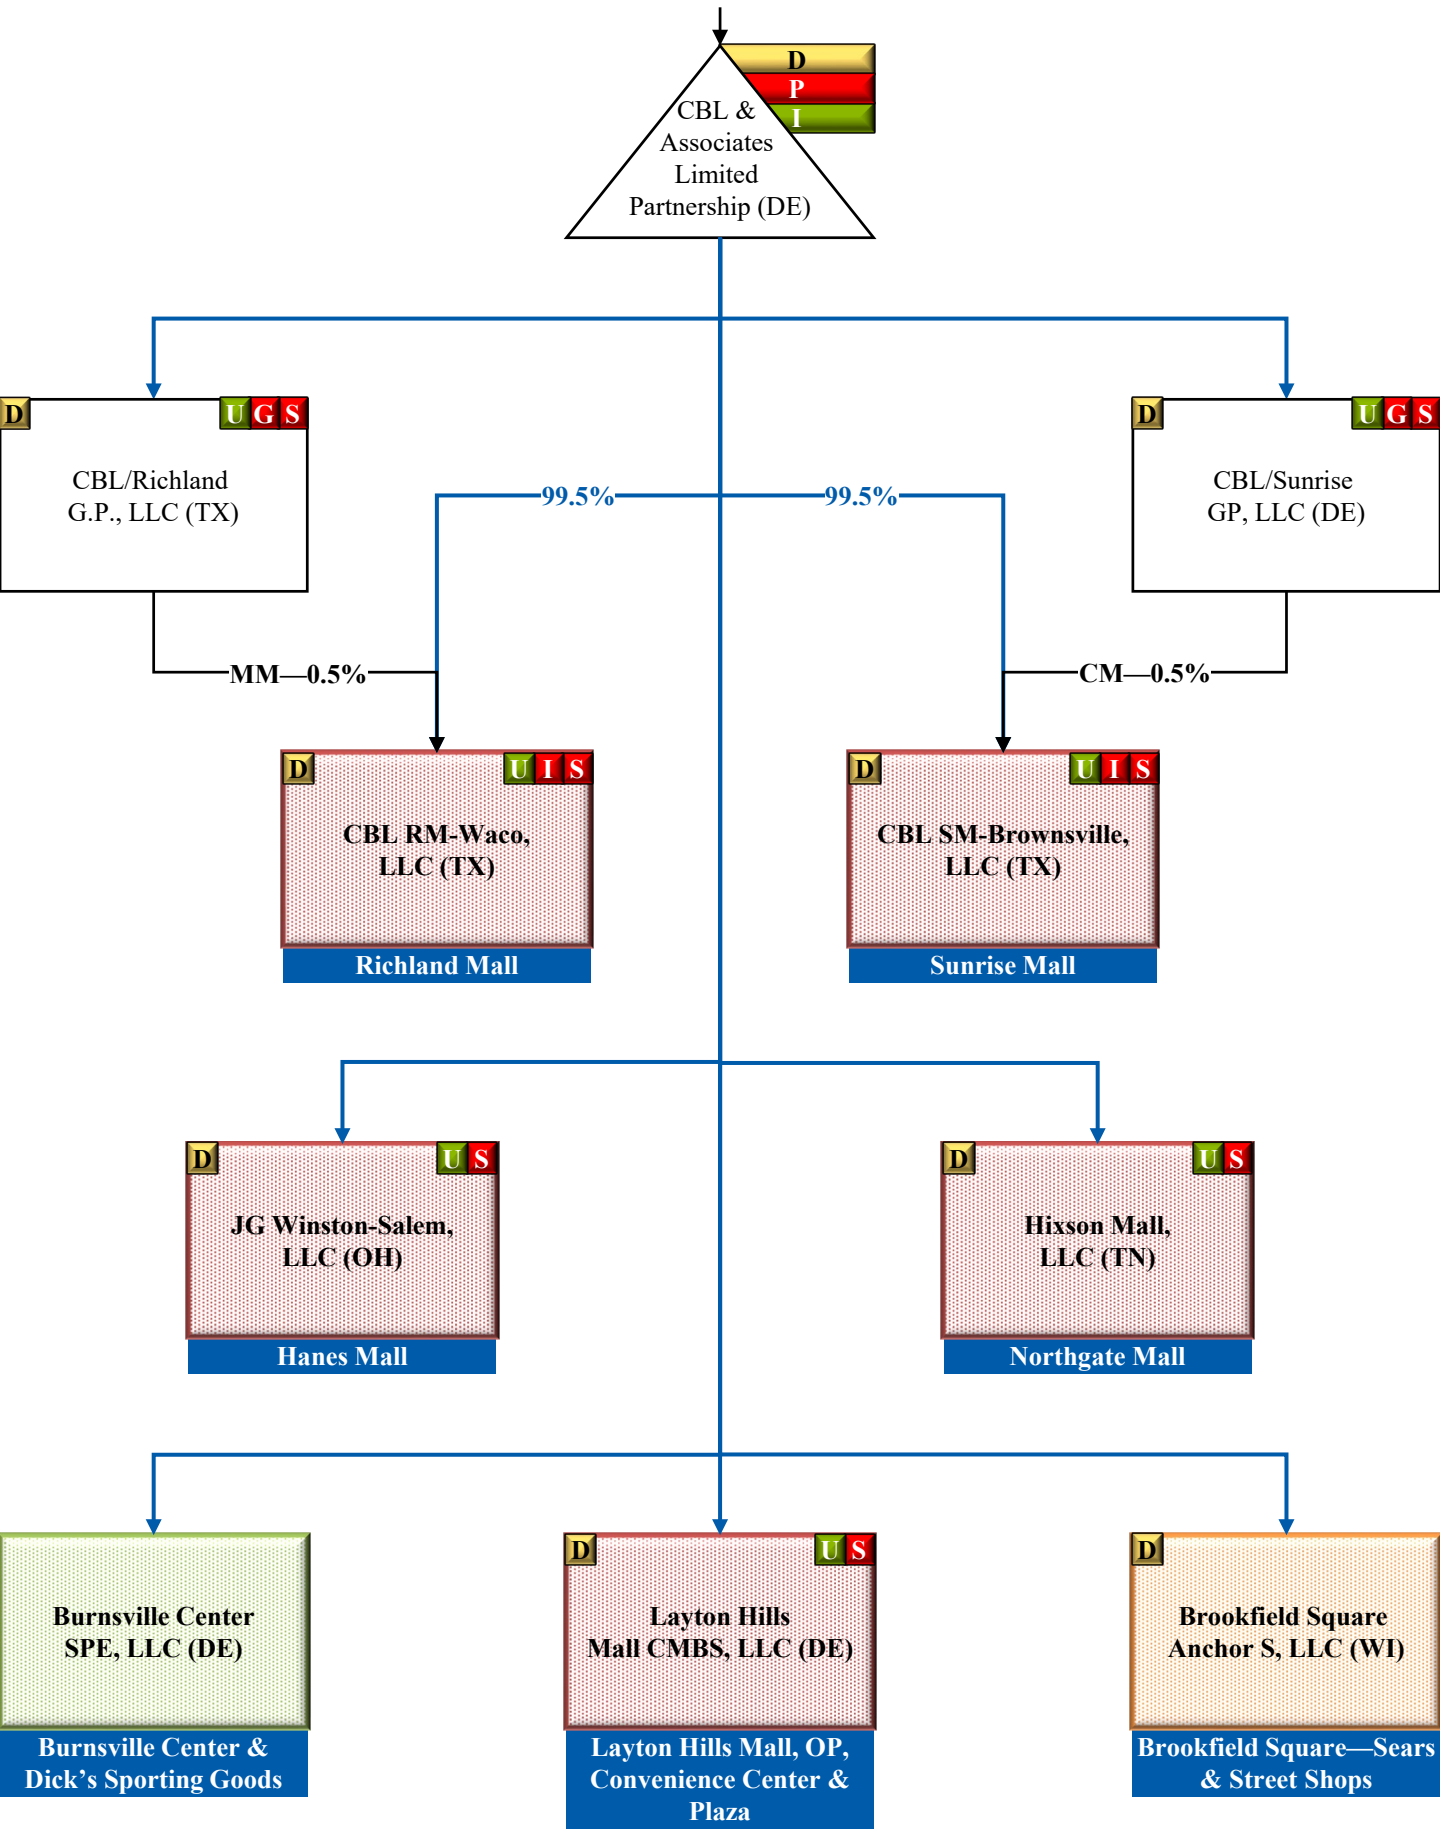 D
P
I
CBL &
Associates
Limited
Partnership (DE)
D
U G S
CBL/Richland
G.P., LLC (TX)
D
U G S
CBL/Sunrise
GP, LLC (DE)
99.5%
99.5%
MM—0.5%
CM—0.5%
D
U I S
CBL RM-Waco,
LLC (TX)
Richland Mall
D
U I S
CBL SM-Brownsville,
LLC (TX)
Sunrise Mall
D
U S
JG Winston-Salem,
LLC (OH)
Hanes Mall
D
U S
Hixson Mall,
LLC (TN)
Northgate Mall
Burnsville Center
SPE, LLC (DE)
Burnsville Center &
Dick’s Sporting Goods
D
U S
Layton Hills
Mall CMBS, LLC (DE)
Layton Hills Mall, OP,
Convenience Center &
Plaza
D
Brookfield Square
Anchor S, LLC (WI)
Brookfield Square—Sears
& Street Shops